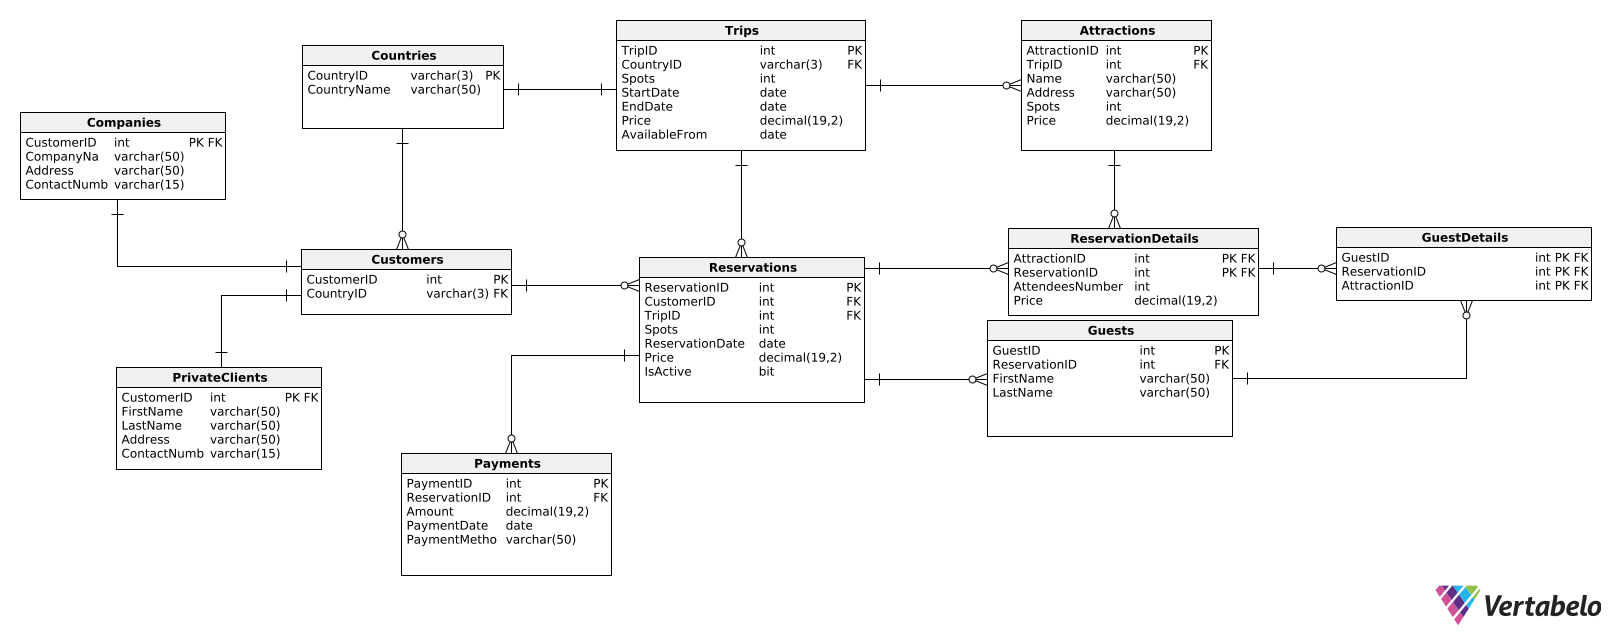 Countries
CountryID varchar(3) PK
CountryName varchar(50)
Trips
TripID int PK
CountryID varchar(3) FK
Spots int
StartDate date
EndDate date
Price decimal(19,2)
AvailableFrom date
Attractions
AttractionID int PK
TripID int FK
Name varchar(50)
Address varchar(50)
Spots int
Price decimal(19,2)
Companies
CustomerID int PK FK
CompanyNa varchar(50)
Address varchar(50)
ContactNumb varchar(15)
Customers
CustomerID int PK
CountryID varchar(3) FK
Reservations
ReservationID int PK
CustomerID int FK
TripID int FK
Spots int
ReservationDate date
Price decimal(19,2)
IsActive bit
ReservationDetails
AttractionID int PK FK
ReservationID int PK FK
AttendeesNumber int
Price decimal(19,2)
GuestDetails
GuestID int PK FK
ReservationID int PK FK
AttractionID int PK FK
Guests
GuestID int PK
ReservationID int FK
FirstName varchar(50)
LastName varchar(50)
PrivateClients
CustomerID int PK FK
FirstName varchar(50)
LastName varchar(50)
Address varchar(50)
ContactNumb varchar(15)
Payments
PaymentID int PK
ReservationID int FK
Amount decimal(19,2)
PaymentDate date
PaymentMetho varchar(50)
Vertabelo